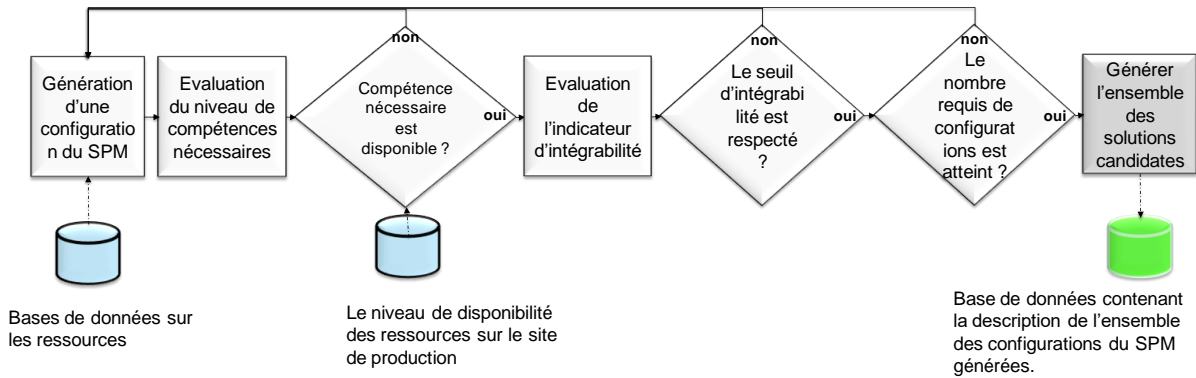 Génération
d'une
configuratio
n du SPM
Evaluation
du niveau de
compétences
nécessaires
non
Compétence
nécessaire
est
disponible ?
oui
Evaluation
de
l'indicateur
d'intégrabilité
non
Le seuil
d'intégrabi
lité est
respecté
?
oui
non
Le
nombre
requis de
configurat
ions est
atteint ?
oui
Générer
l'ensemble
des
solutions
candidates
Bases de données sur
les ressources
Le niveau de disponibilité
des ressources sur le site
de production
Base de données contenant
la description de l'ensemble
des configurations du SPM
générées.